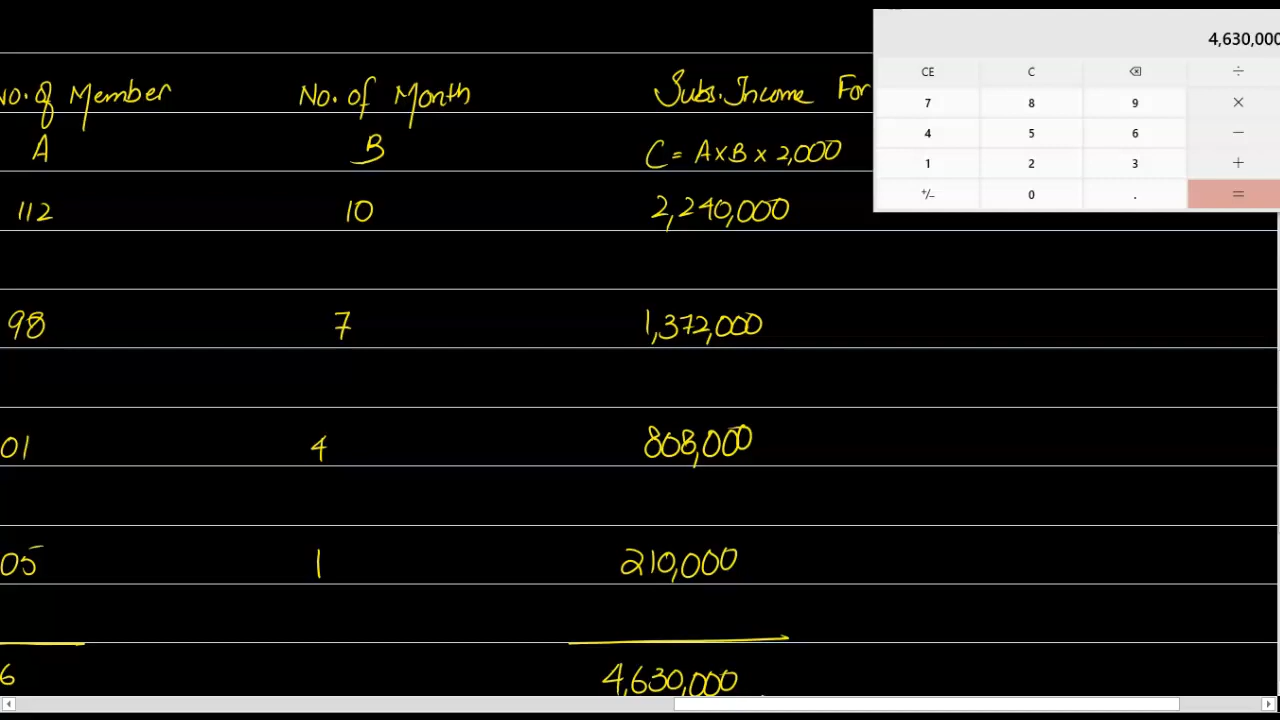 4,630,000
CE C ÷
7 8 9 ×
4 5 6 −
1 2 3 +
+/− 0 . =
No. of Member No. of Month Subs. Income For
A B C = A x B x 2,000
112 10 2,240,000
98 7 1,372,000
01 4 808,000
05 1 210,000
6 4,630,000